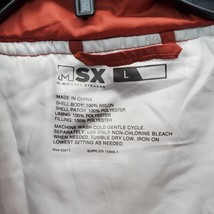 MSX L
BY MICHAEL STRAHAN
MADE IN CHINA
SHELL BODY: 100% NYLON
SHELL PATCH: 100% POLYESTER
LINING: 100% POLYESTER
FILLING: 100% POLYESTER
MACHINE WASH COLD GENTLE CYCLE.
SEPARATELY. USE ONLY NON-CHLORINE BLEACH
WHEN NEEDED. TUMBLE DRY LOW. IRON ON
LOWEST SETTING AS NEEDED.
SUPPLIER